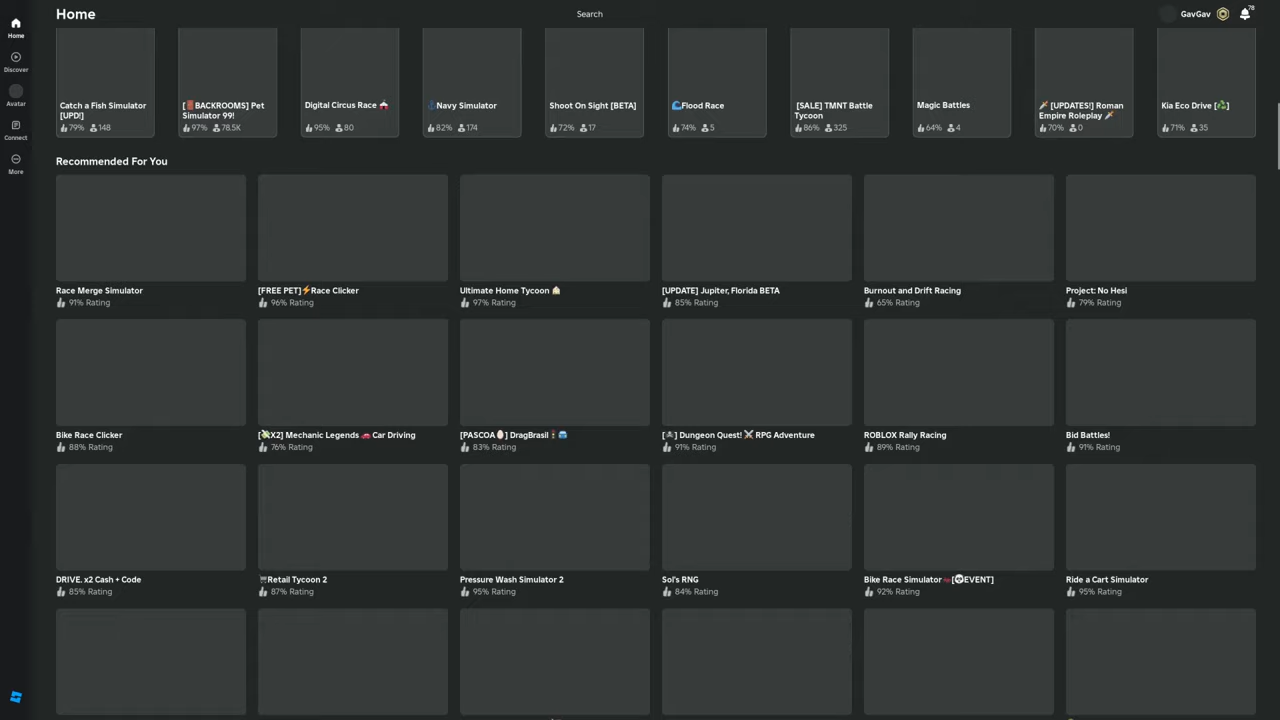 Home
Search
GavGav
78
Home
Discover
Avatar
Connect
More
Catch a Fish Simulator
[UPD!]
79% 148
[🚪BACKROOMS] Pet
Simulator 99!
97% 78.5K
Digital Circus Race 🎪
95% 80
⚓Navy Simulator
82% 174
Shoot On Sight [BETA]
72% 17
🌊Flood Race
74% 5
[SALE] TMNT Battle
Tycoon
86% 325
Magic Battles
64% 4
🗡️ [UPDATES!] Roman
Empire Roleplay 🗡️
70% 0
Kia Eco Drive [♻️]
71% 35
Recommended For You
Race Merge Simulator
91% Rating
[FREE PET]⚡Race Clicker
96% Rating
Ultimate Home Tycoon 🏠
97% Rating
[UPDATE] Jupiter, Florida BETA
85% Rating
Burnout and Drift Racing
65% Rating
Project: No Hesi
79% Rating
Bike Race Clicker
88% Rating
[💸X2] Mechanic Legends 🚗 Car Driving
76% Rating
[PASCOA🥚] DragBrasil
83% Rating
[☠️] Dungeon Quest! ⚔️ RPG Adventure
91% Rating
ROBLOX Rally Racing
89% Rating
Bid Battles!
91% Rating
DRIVE. x2 Cash + Code
85% Rating
🛒Retail Tycoon 2
87% Rating
Pressure Wash Simulator 2
95% Rating
Sol's RNG
84% Rating
Bike Race Simulator [💀EVENT]
92% Rating
Ride a Cart Simulator
95% Rating